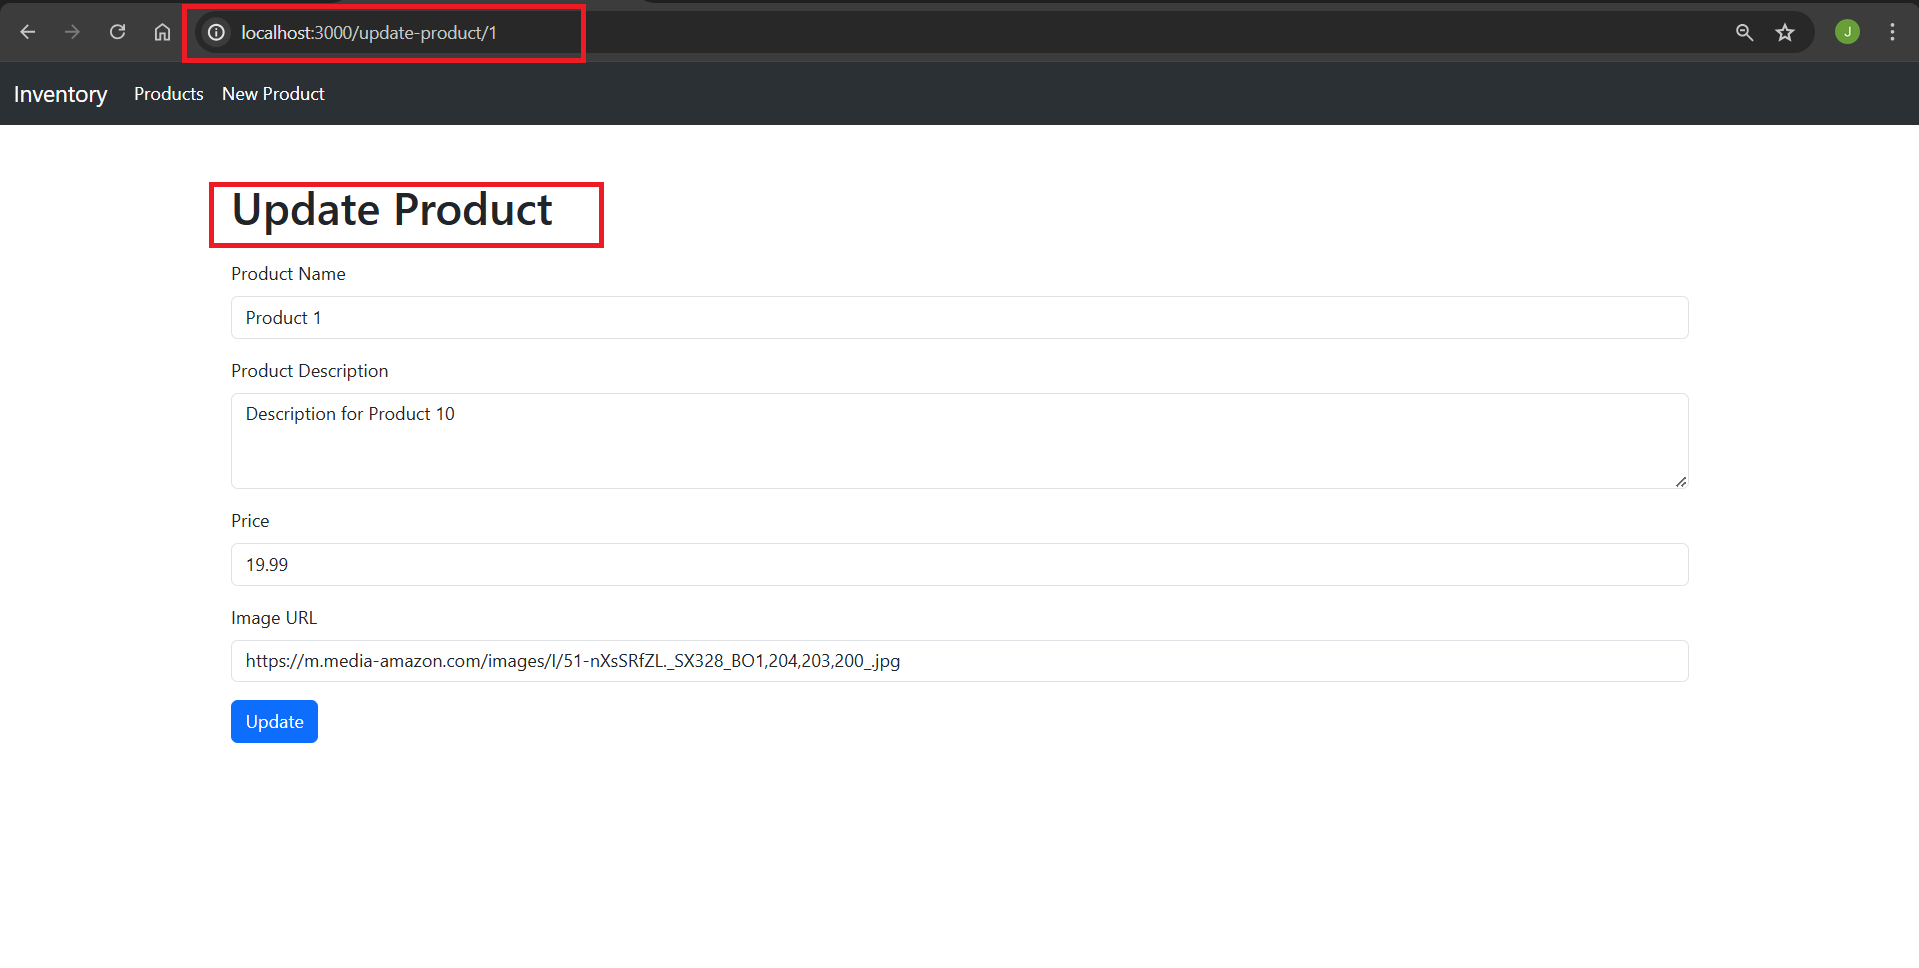 localhost:3000/update-product/1
J
Inventory Products New Product
Update Product
Product Name
Product 1
Product Description
Description for Product 10
Price
19.99
Image URL
https://m.media-amazon.com/images/I/51-nXsSRfZL._SX328_BO1,204,203,200_.jpg
Update